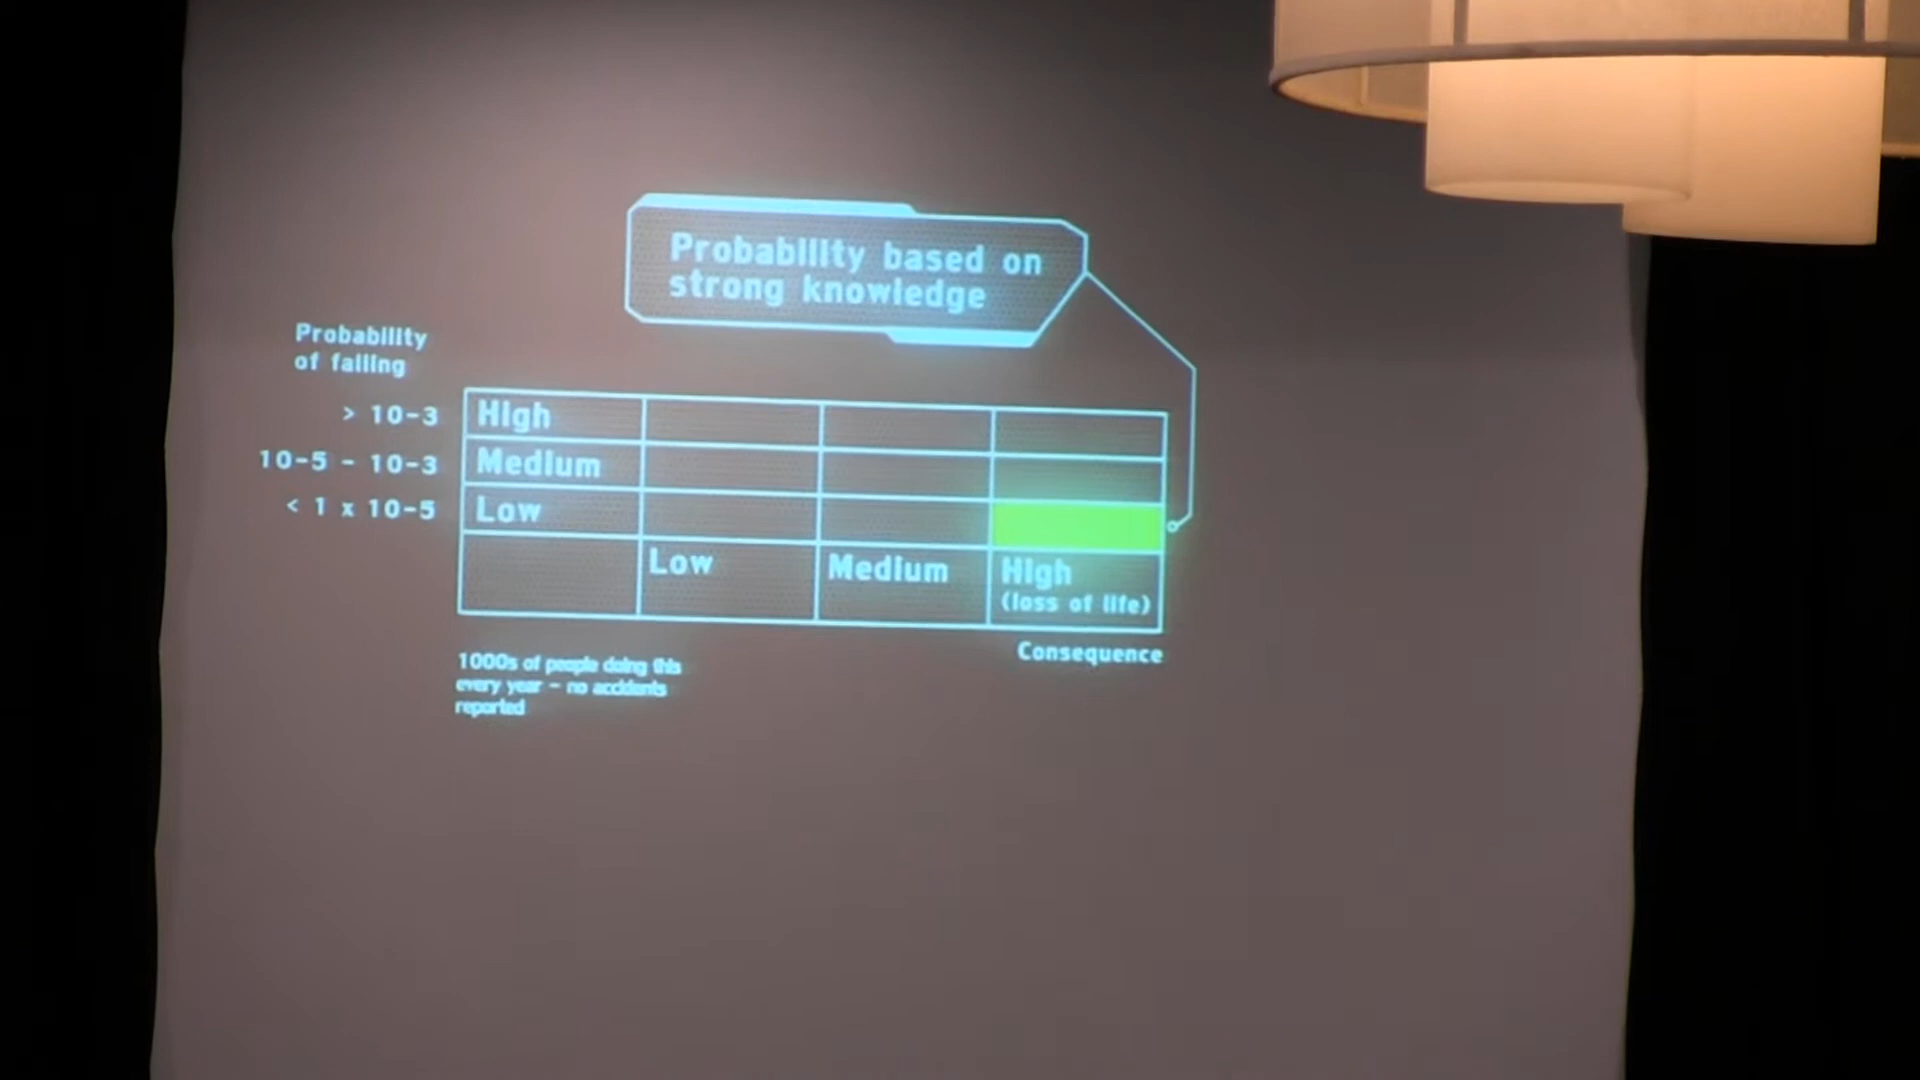 Probability based on
strong knowledge
Probability
of falling
> 10-3 High
10-5 - 10-3 Medium
< 1 x 10-5 Low
Low Medium High
(loss of life)
Consequence
1000s of people doing this
every year - no accidents
reported